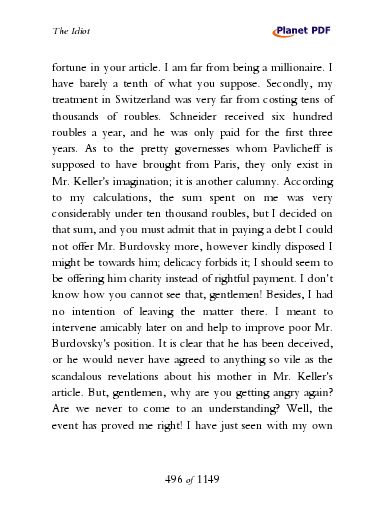 The Idiot
Planet PDF
fortune in your article. I am far from being a millionaire. I
have barely a tenth of what you suppose. Secondly, my
treatment in Switzerland was very far from costing tens of
thousands of roubles. Schneider received six hundred
roubles a year, and he was only paid for the first three
years. As to the pretty governesses whom Pavlicheff is
supposed to have brought from Paris, they only exist in
Mr. Keller's imagination; it is another calumny. According
to my calculations, the sum spent on me was very
considerably under ten thousand roubles, but I decided on
that sum, and you must admit that in paying a debt I could
not offer Mr. Burdovsky more, however kindly disposed I
might be towards him; delicacy forbids it; I should seem to
be offering him charity instead of rightful payment. I don't
know how you cannot see that, gentlemen! Besides, I had
no intention of leaving the matter there. I meant to
intervene amicably later on and help to improve poor Mr.
Burdovsky's position. It is clear that he has been deceived,
or he would never have agreed to anything so vile as the
scandalous revelations about his mother in Mr. Keller's
article. But, gentlemen, why are you getting angry again?
Are we never to come to an understanding? Well, the
event has proved me right! I have just seen with my own
496 of 1149